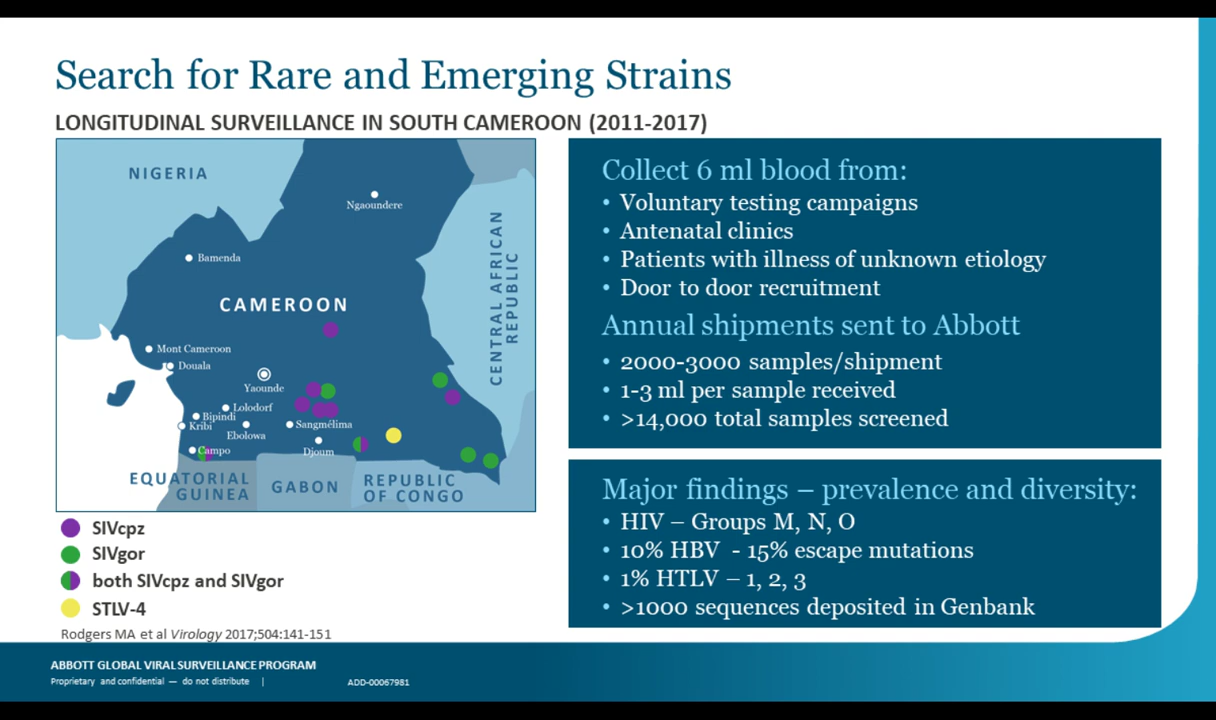 Search for Rare and Emerging Strains
LONGITUDINAL SURVEILLANCE IN SOUTH CAMEROON (2011-2017)
NIGERIA
Ngaoundere
Bamenda
CENTRAL AFRICAN
REPUBLIC
CAMEROON
Mont Cameroon
Douala
Yaounde
Lolodorf
Bipindi
Kribi
Ebolowa
Sangmélima
Campo
Djoum
EQUATORIAL
GUINEA
GABON
REPUBLIC
OF CONGO
SIVcpz
SIVgor
both SIVcpz and SIVgor
STLV-4
Rodgers MA et al Virology 2017;504:141-151
Collect 6 ml blood from:
• Voluntary testing campaigns
• Antenatal clinics
• Patients with illness of unknown etiology
• Door to door recruitment
Annual shipments sent to Abbott
• 2000-3000 samples/shipment
• 1-3 ml per sample received
• >14,000 total samples screened
Major findings – prevalence and diversity:
• HIV – Groups M, N, O
• 10% HBV - 15% escape mutations
• 1% HTLV – 1, 2, 3
• >1000 sequences deposited in Genbank
ABBOTT GLOBAL VIRAL SURVEILLANCE PROGRAM
Proprietary and confidential — do not distribute |
ADD-00067981